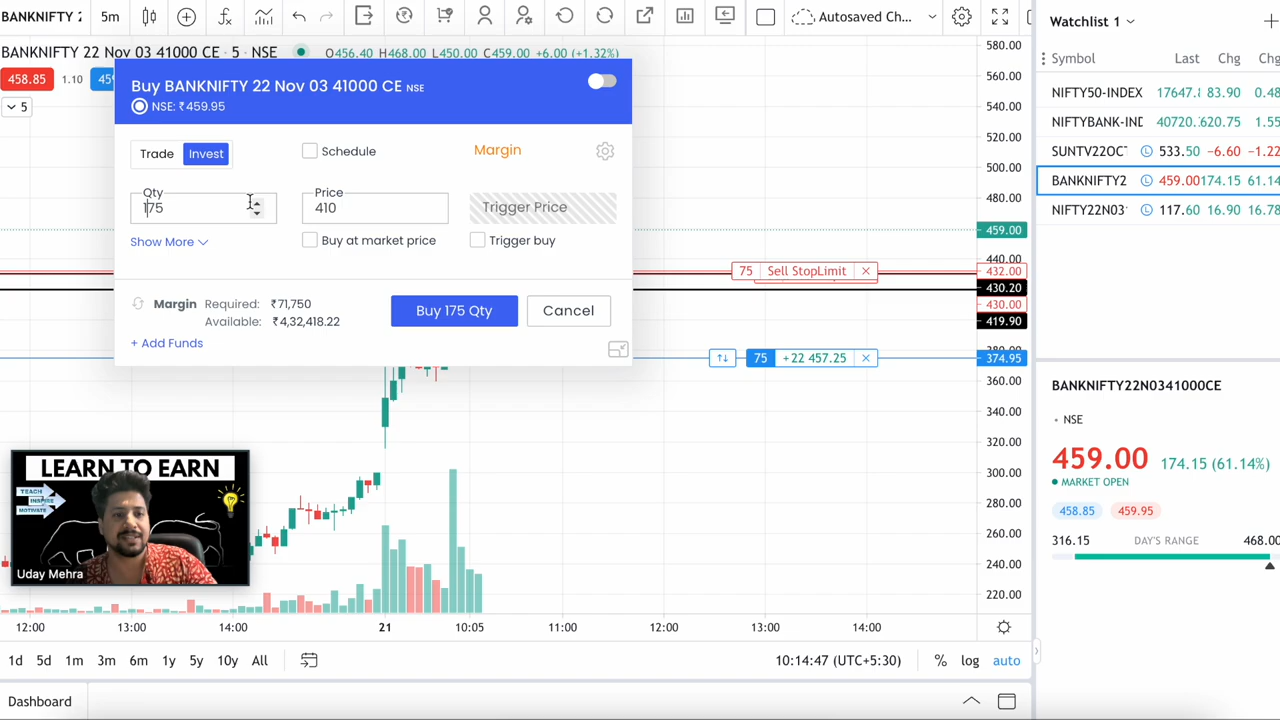 BANKNIFTY 2
5m
Autosaved Ch...
Watchlist 1
BANKNIFTY 22 Nov 03 41000 CE · 5 · NSE
O456.40 H468.00 L450.00 C459.00 +6.00 (+1.32%)
458.85
1.10
5
Buy BANKNIFTY 22 Nov 03 41000 CE NSE
NSE: ₹459.95
Trade
Invest
Schedule
Margin
Qty
175
Price
410
Trigger Price
Show More
Buy at market price
Trigger buy
Margin
Required: ₹71,750
Available: ₹4,32,418.22
Buy 175 Qty
Cancel
+ Add Funds
75 Sell StopLimit
75 +22 457.25
580.00
560.00
540.00
520.00
500.00
480.00
459.00
440.00
432.00
430.20
430.00
419.90
374.95
360.00
340.00
320.00
300.00
280.00
260.00
240.00
220.00
Symbol Last Chg Chg
NIFTY50-INDEX 17647. 83.90 0.48
NIFTYBANK-IND 40720. 620.75 1.55
SUNTV22OCT 533.50 −6.60 −1.22
BANKNIFTY2 459.00 174.15 61.14
NIFTY22N03 117.60 16.90 16.78
BANKNIFTY22N0341000CE
NSE
459.00 174.15 (61.14%)
MARKET OPEN
458.85 459.95
316.15 DAY'S RANGE 468.00
LEARN TO EARN
TEACH
INSPIRE
MOTIVATE
Uday Mehra
12:00 13:00 14:00 21 10:05 11:00 12:00 13:00 14:00
1d 5d 1m 3m 6m 1y 5y 10y All
10:14:47 (UTC+5:30)
% log auto
Dashboard